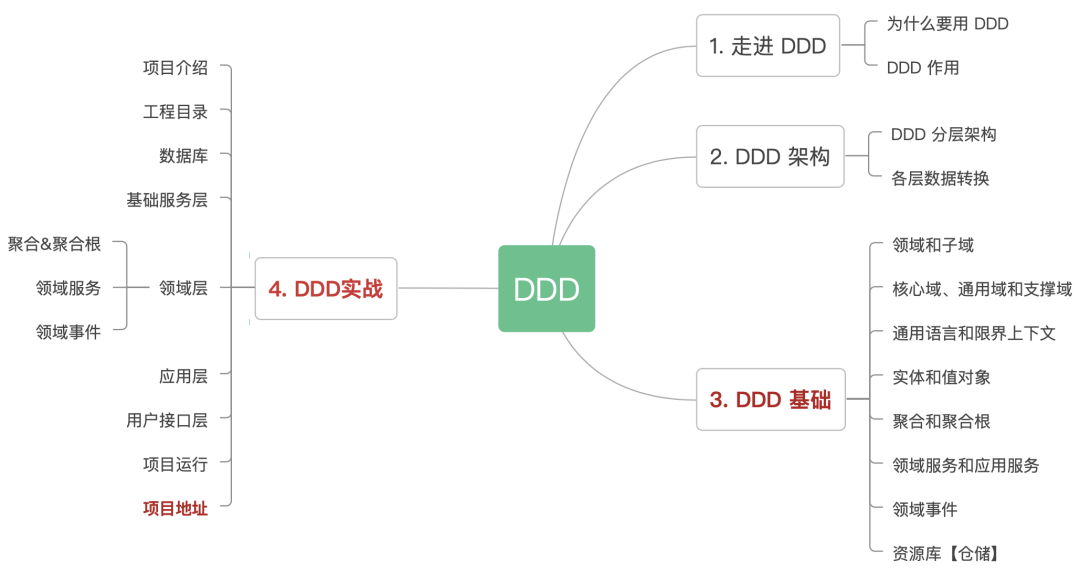 DDD
1. 走进 DDD
为什么要用 DDD
DDD 作用
2. DDD 架构
DDD 分层架构
各层数据转换
3. DDD 基础
领域和子域
核心域、通用域和支撑域
通用语言和限界上下文
实体和值对象
聚合和聚合根
领域服务和应用服务
领域事件
资源库【仓储】
4. DDD实战
项目介绍
工程目录
数据库
基础服务层
领域层
聚合&聚合根
领域服务
领域事件
应用层
用户接口层
项目运行
项目地址